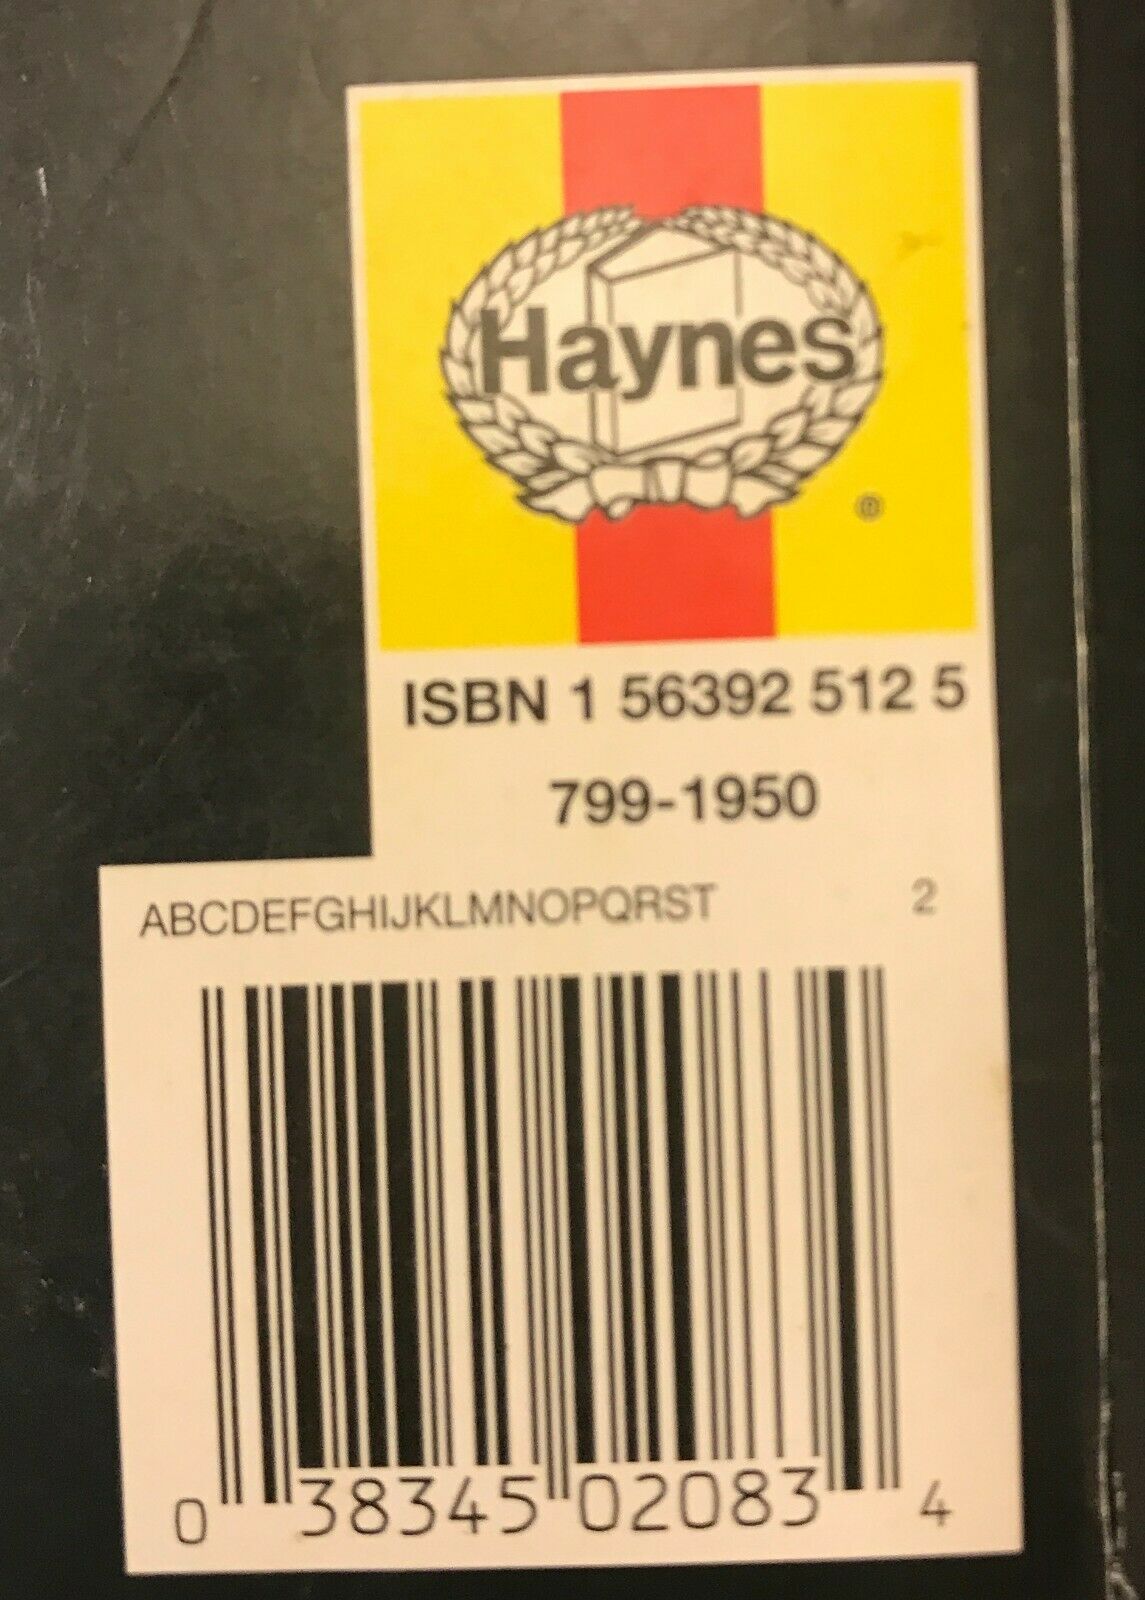 Haynes
®
ISBN 1 56392 512 5
799-1950
ABCDEFGHIJKLMNOPQRST 2
0 38345 02083 4